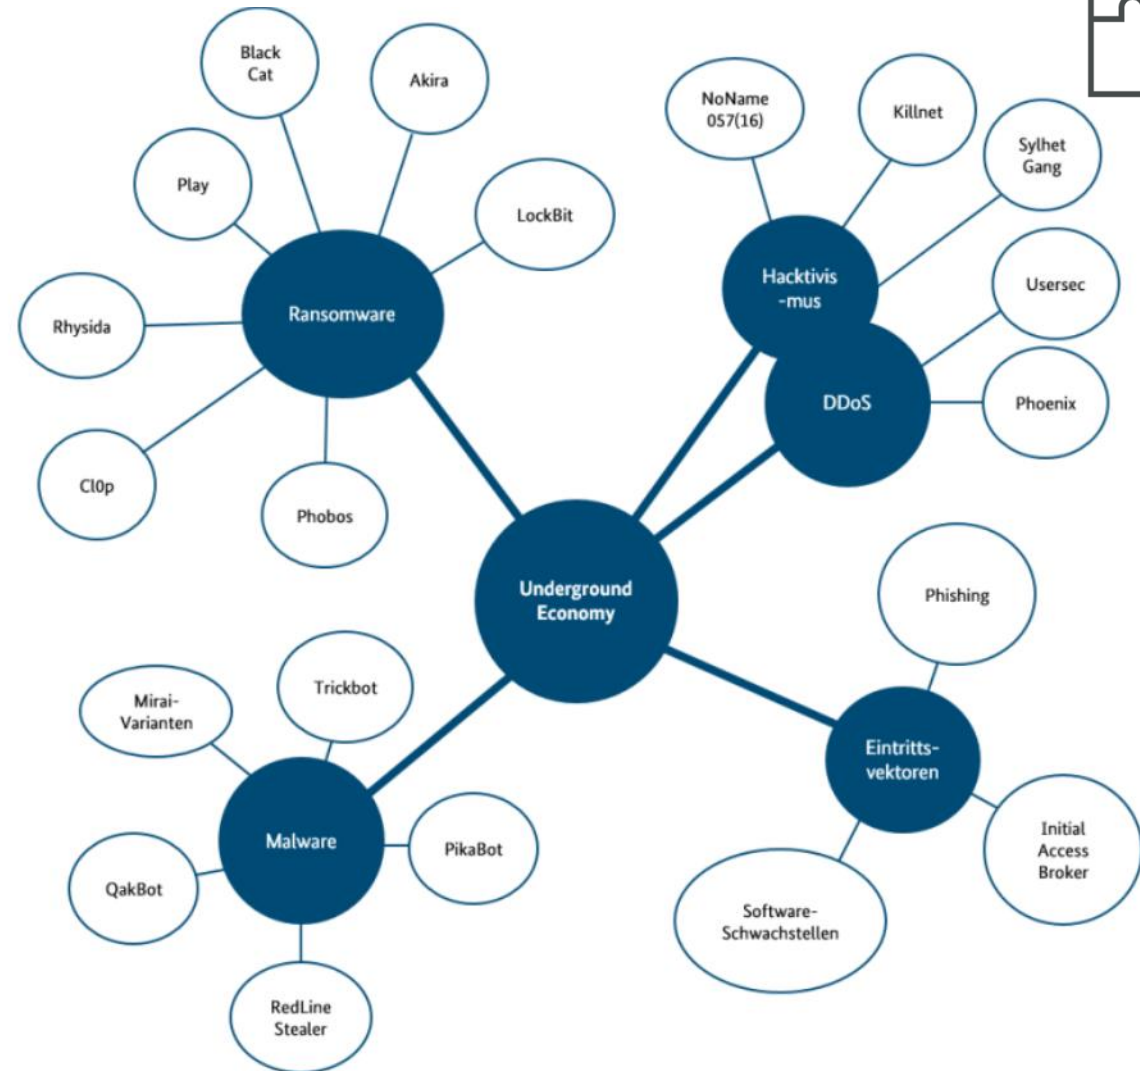 Black
Cat
Akira
Play
LockBit
Rhysida
Ransomware
Cl0p
Phobos
NoName
057(16)
Killnet
Sylhet
Gang
Hacktivis
-mus
Usersec
DDoS
Phoenix
Underground
Economy
Phishing
Eintritts-
vektoren
Initial
Access
Broker
Software-
Schwachstellen
Mirai-
Varianten
Trickbot
Malware
PikaBot
QakBot
RedLine
Stealer